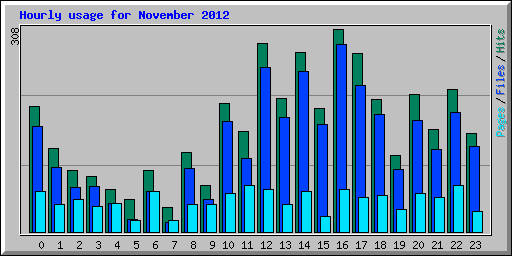 Hourly usage for November 2012
308
Pages/Files/Hits
0 1 2 3 4 5 6 7 8 9 10 11 12 13 14 15 16 17 18 19 20 21 22 23